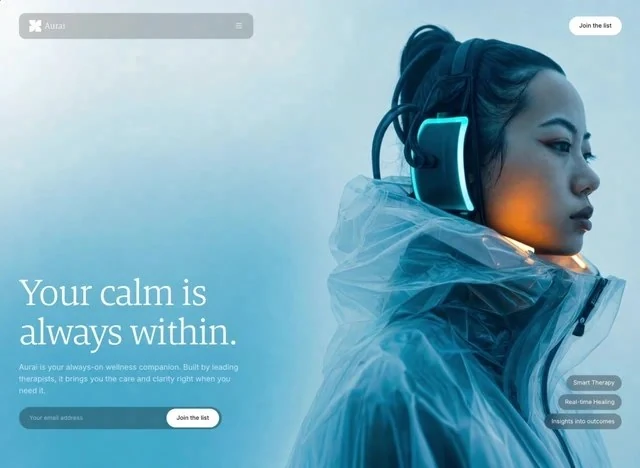 Aurai
Join the list
Your calm is
always within.
Aurai is your always-on wellness companion. Built by leading
therapists, it brings you the care and clarity right when you
need it.
Your email address
Join the list
Smart Therapy
Real-time Healing
Insights into outcomes